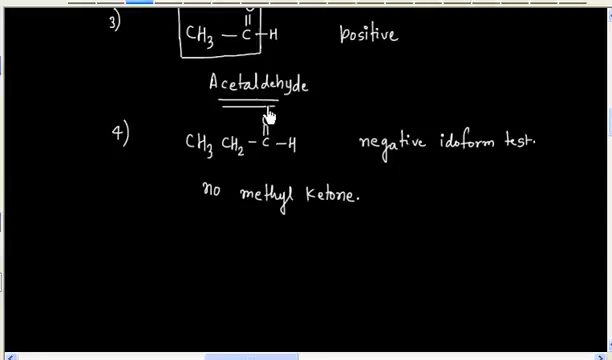 3) CH3 – C – H positive
Acetaldehyde
O
4) CH3 CH2 – C – H negative idoform test.
no methyl ketone.